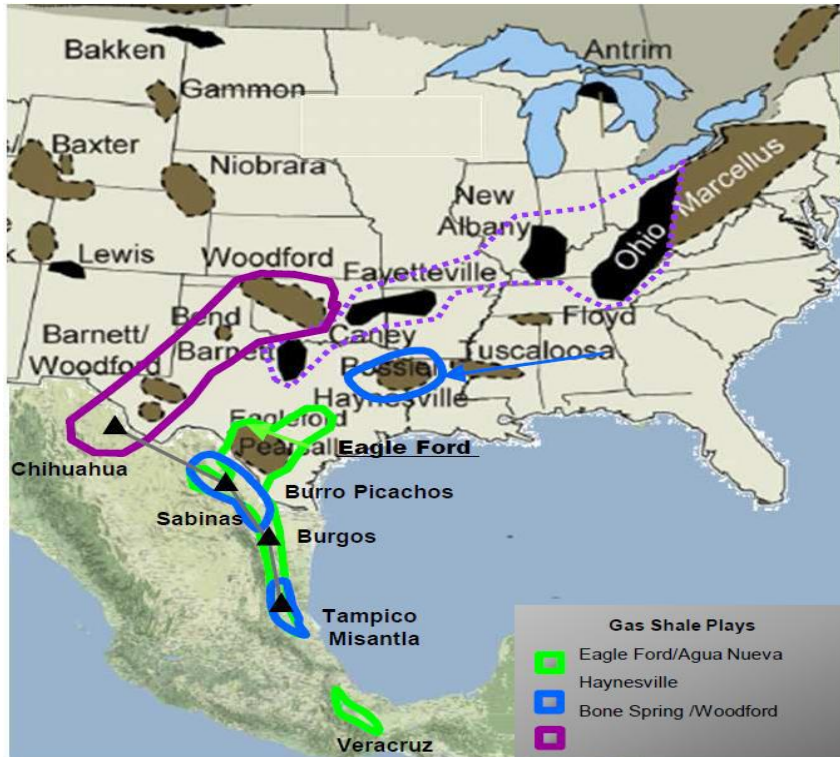 Bakken
Antrim
Gammon
Baxter
Niobrara
New
Albany
Marcellus
Ohio
Lewis
Woodford
Fayetteville
Bend
Caney
Floyd
Barnett/
Woodford
Barnett
Bossier
Tuscaloosa
Haynesville
Eagleford
Pearsall
Eagle Ford
Chihuahua
Burro Picachos
Sabinas
Burgos
Tampico
Misantla
Veracruz
Gas Shale Plays
Eagle Ford/Agua Nueva
Haynesville
Bone Spring /Woodford